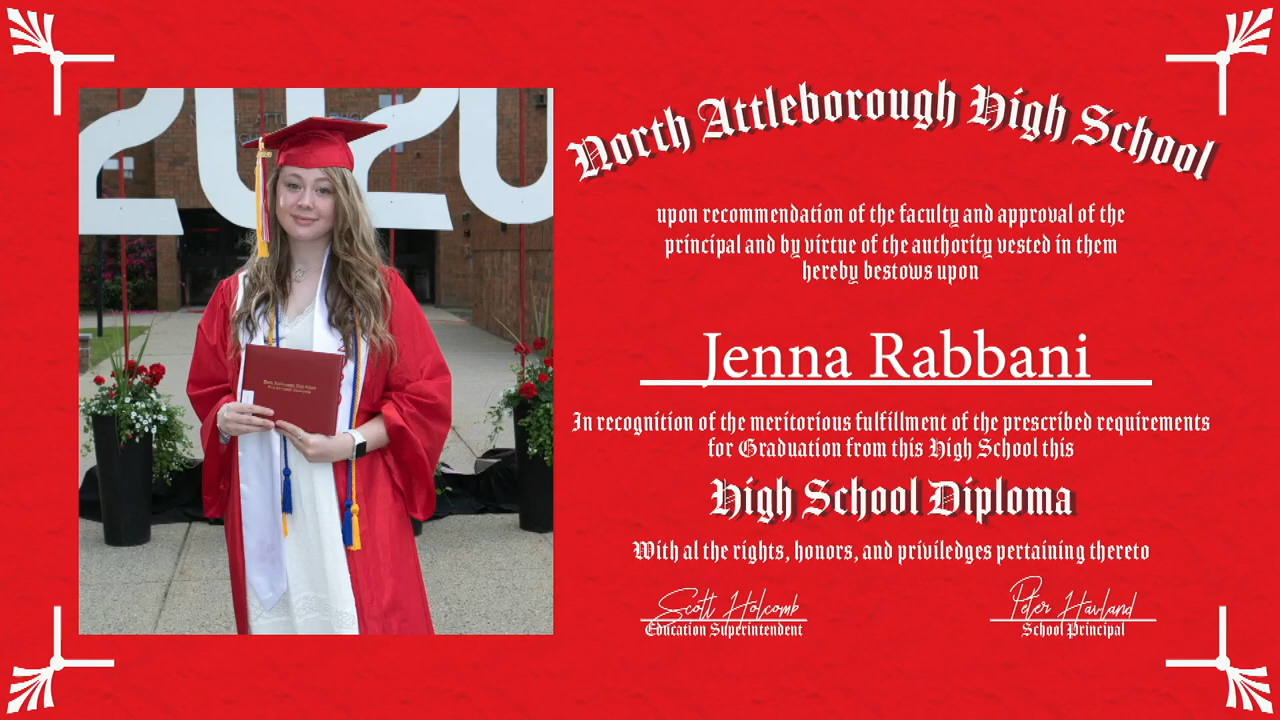 2020
North Attleborough High School
upon recommendation of the faculty and approval of the
principal and by virtue of the authority vested in them
hereby bestows upon
Jenna Rabbani
In recognition of the meritorious fulfillment of the prescribed requirements
for Graduation from this High School this
High School Diploma
With al the rights, honors, and priviledges pertaining thereto
Scott Holcomb
Education Superintendent
Peter Haviland
School Principal